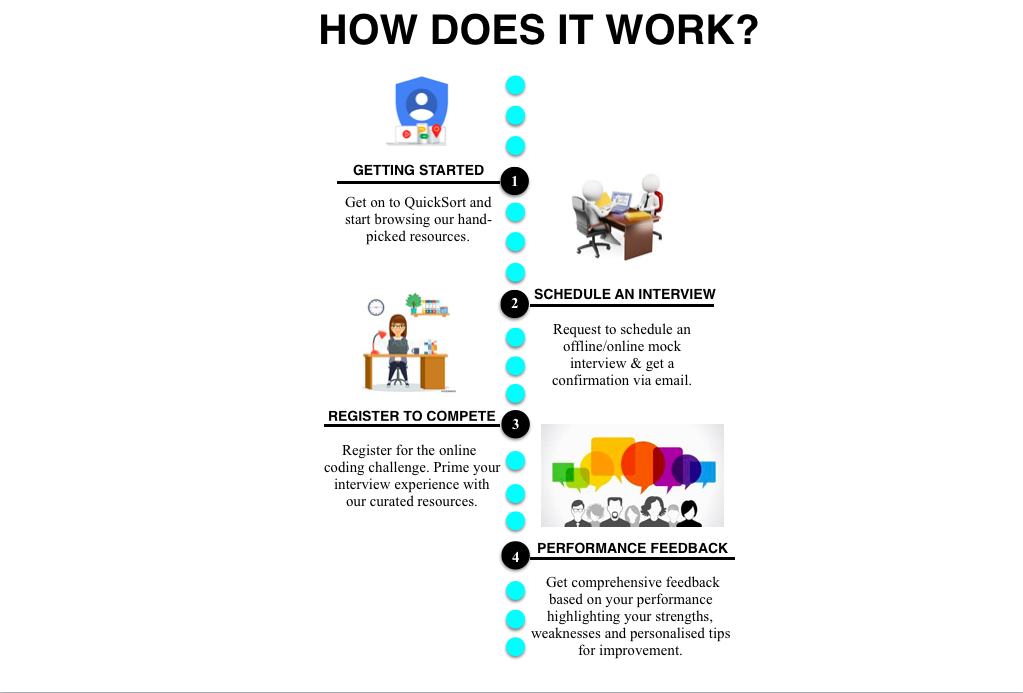 HOW DOES IT WORK?
GETTING STARTED
1
Get on to QuickSort and
start browsing our hand-
picked resources.
2
SCHEDULE AN INTERVIEW
Request to schedule an
offline/online mock
interview & get a
confirmation via email.
REGISTER TO COMPETE
3
Register for the online
coding challenge. Prime your
interview experience with
our curated resources.
4
PERFORMANCE FEEDBACK
Get comprehensive feedback
based on your performance
highlighting your strengths,
weaknesses and personalised tips
for improvement.